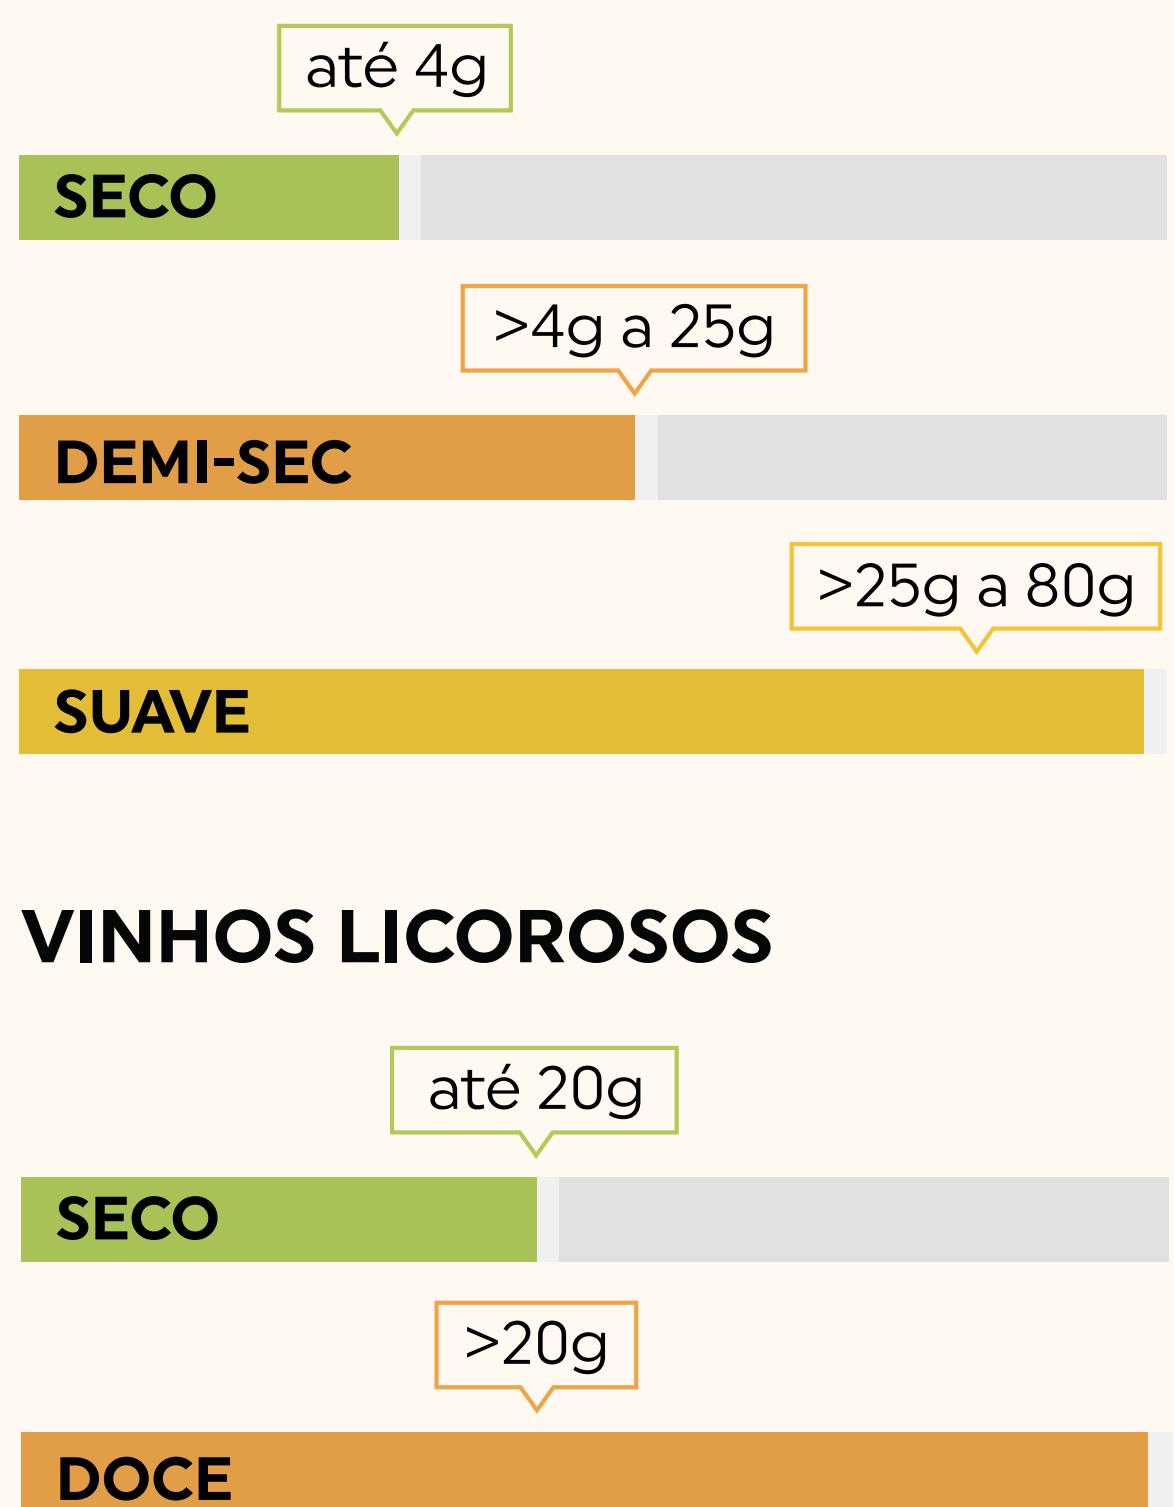 até 4g
SECO
>4g a 25g
DEMI-SEC
>25g a 80g
SUAVE
VINHOS LICOROSOS
até 20g
SECO
>20g
DOCE